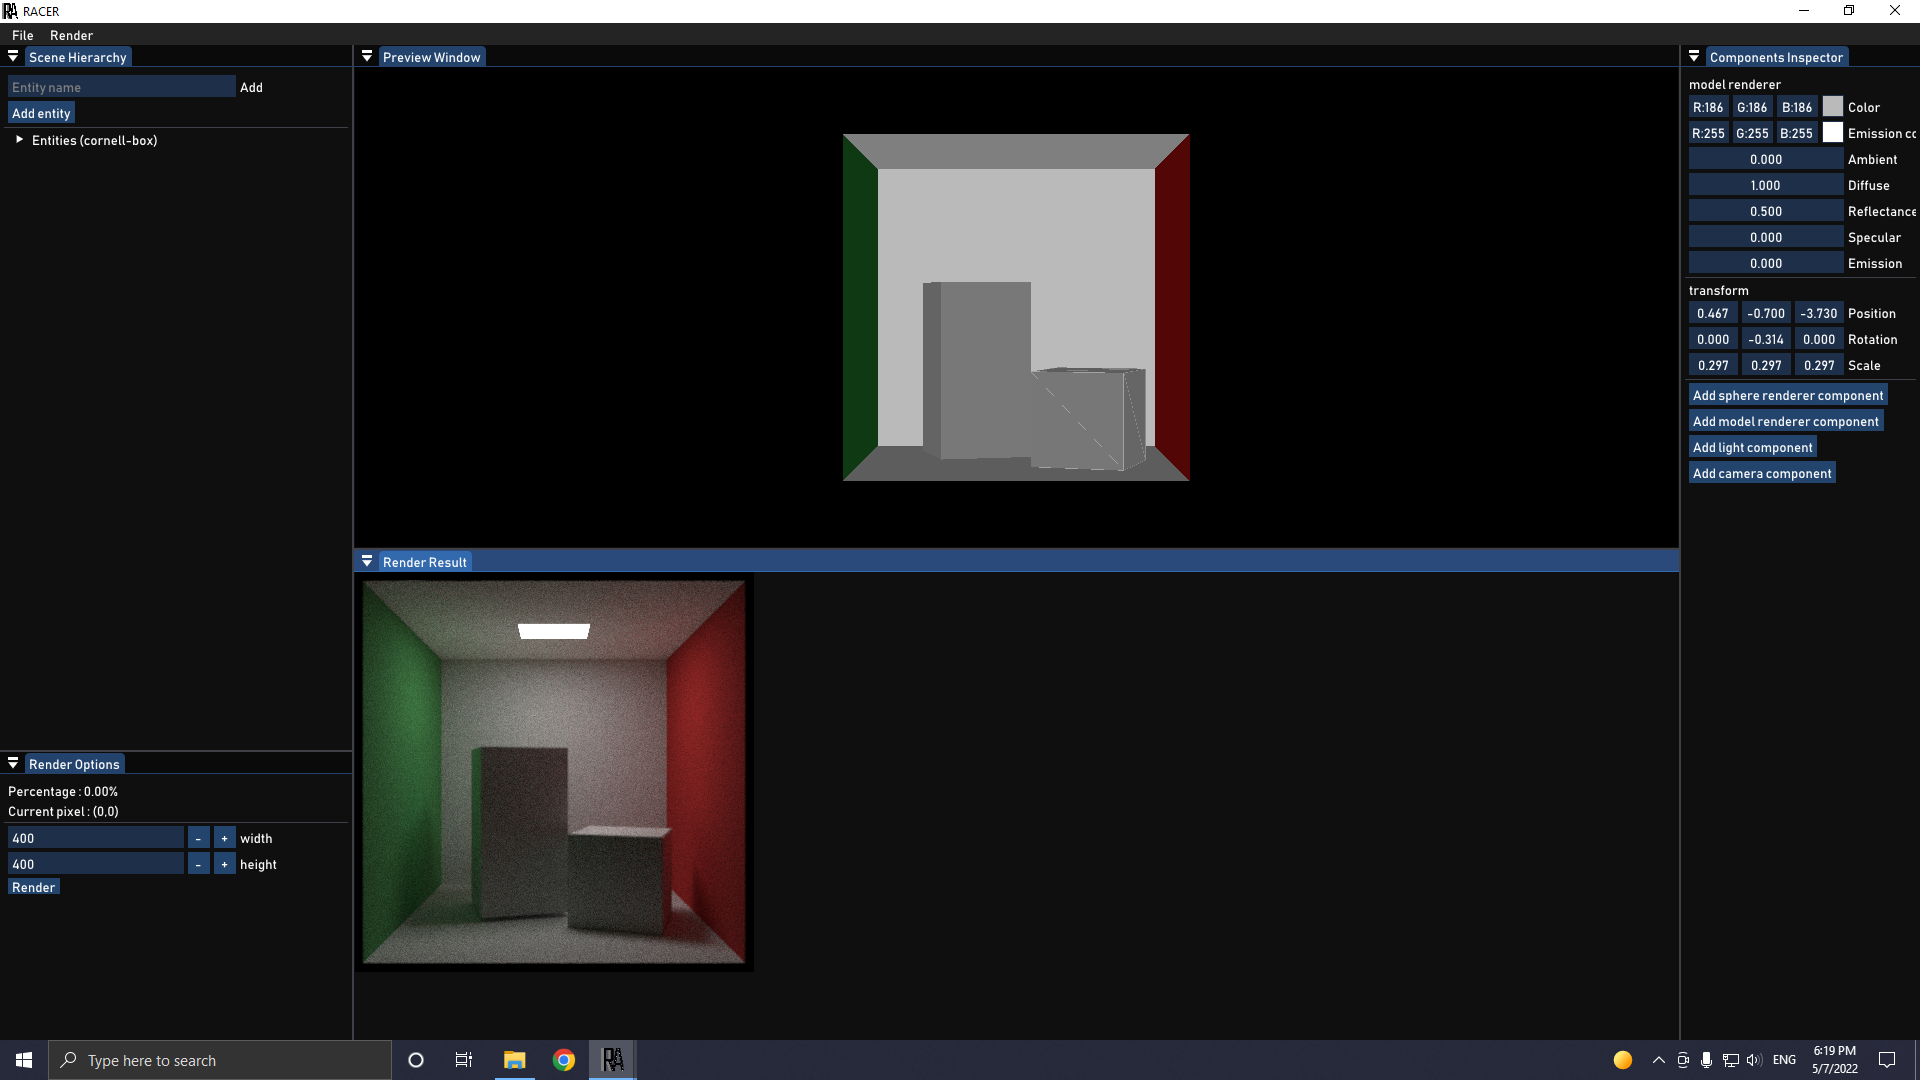 RA RACER
File Render
Scene Hierarchy
Entity name Add
Add entity
Entities (cornell-box)
Render Options
Percentage : 0.00%
Current pixel : (0,0)
400 - + width
400 - + height
Render
Preview Window
Render Result
Components Inspector
model renderer
R:186 G:186 B:186 Color
R:255 G:255 B:255 Emission co
0.000 Ambient
1.000 Diffuse
0.500 Reflectance
0.000 Specular
0.000 Emission
transform
0.467 -0.700 -3.730 Position
0.000 -0.314 0.000 Rotation
0.297 0.297 0.297 Scale
Add sphere renderer component
Add model renderer component
Add light component
Add camera component
Type here to search
RA
ENG
6:19 PM
5/7/2022